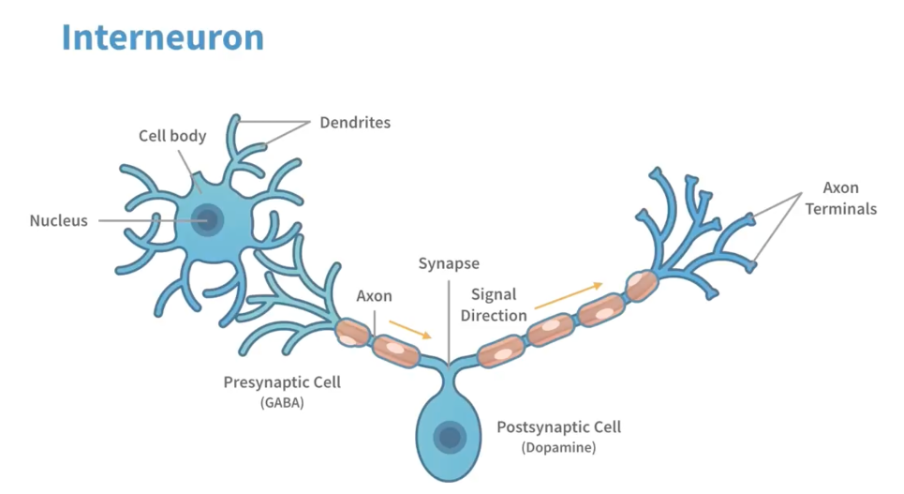 Interneuron
Dendrites
Cell body
Nucleus
Axon
Terminals
Synapse
Axon
Signal
Direction
Presynaptic Cell
(GABA)
Postsynaptic Cell
(Dopamine)